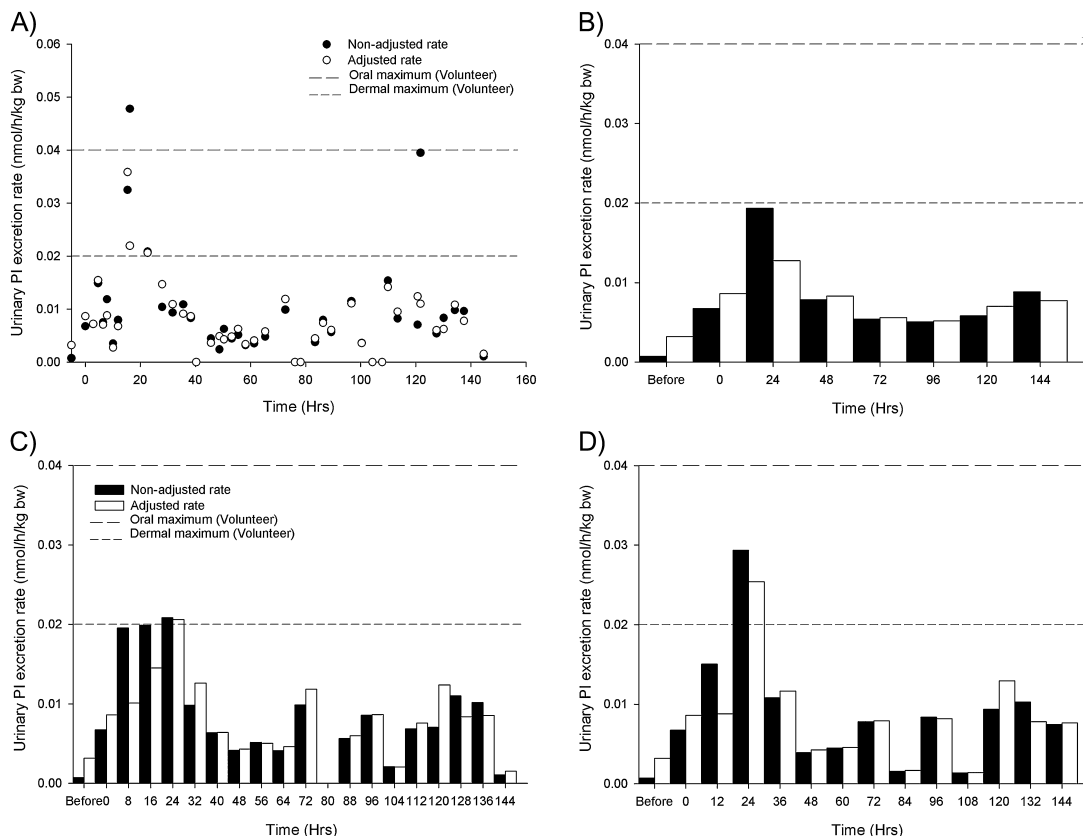 A)
Urinary PI excretion rate (nmol/h/kg bw)
0.06
0.05
0.04
0.03
0.02
0.01
0.00
Non-adjusted rate
Adjusted rate
Oral maximum (Volunteer)
Dermal maximum (Volunteer)
0 20 40 60 80 100 120 140 160
Time (Hrs)
B)
Urinary PI excretion rate (nmol/h/kg bw)
0.04
0.03
0.02
0.01
0.00
Before 0 24 48 72 96 120 144
Time (Hrs)
C)
Urinary PI excretion rate (nmol/h/kg bw)
0.04
0.03
0.02
0.01
0.00
Non-adjusted rate
Adjusted rate
Oral maximum (Volunteer)
Dermal maximum (Volunteer)
Before 0 8 16 24 32 40 48 56 64 72 80 88 96 104 112 120 128 136 144
Time (Hrs)
D)
Urinary PI excretion rate (nmol/h/kg bw)
0.04
0.03
0.02
0.01
0.00
Before 0 12 24 36 48 60 72 84 96 108 120 132 144
Time (Hrs)